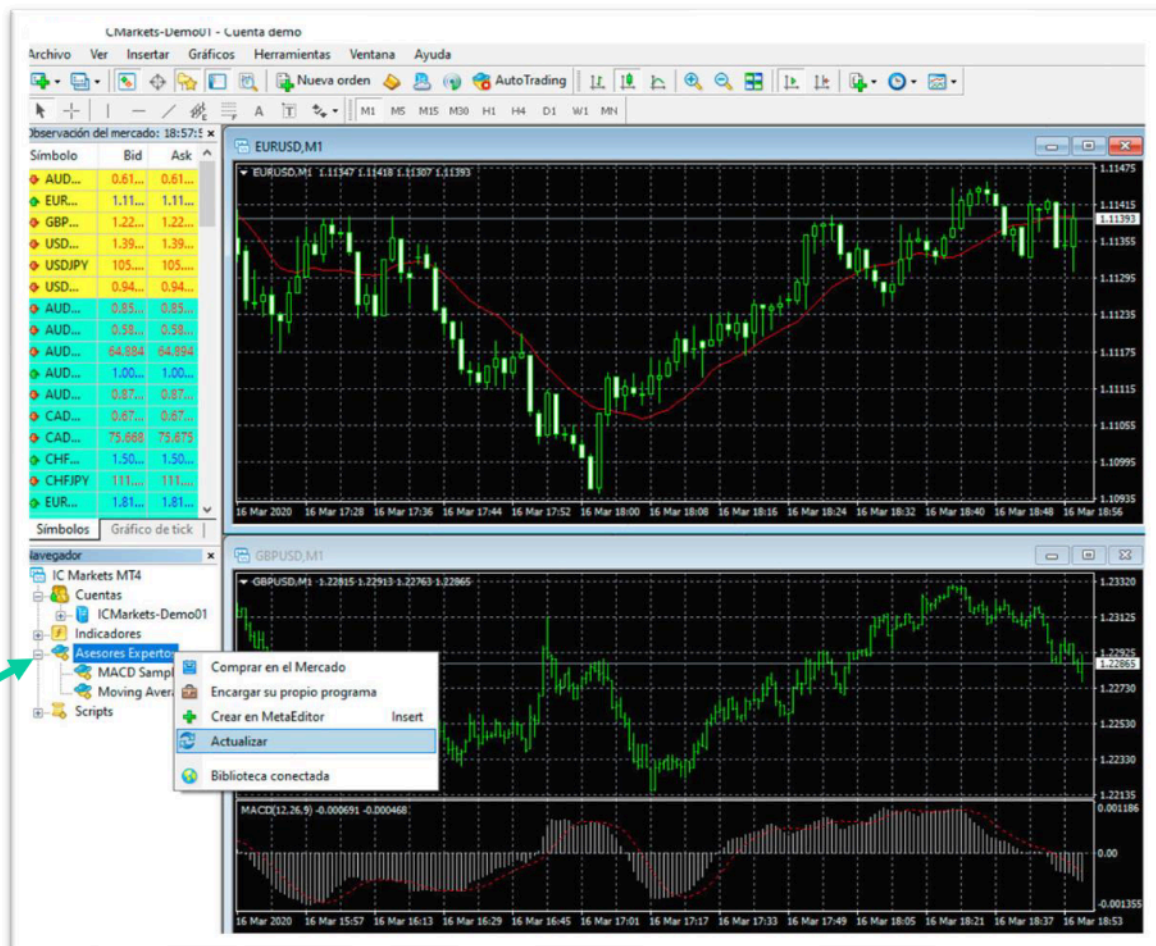 CMarkets-Demo01 - Cuenta demo
Archivo Ver Insertar Gráficos Herramientas Ventana Ayuda
Nueva orden AutoTrading
A T M1 M5 M15 M30 H1 H4 D1 W1 MN
Observación del mercado: 18:57:5
Símbolo Bid Ask
AUD... 0.61... 0.61...
EUR... 1.11... 1.11...
GBP... 1.22... 1.22...
USD... 1.39... 1.39...
USDJPY 105.... 105....
USD... 0.94... 0.94...
AUD... 0.85... 0.85...
AUD... 0.58... 0.58...
AUD... 64.884 64.894
AUD... 1.00... 1.00...
AUD... 0.87... 0.87...
CAD... 0.67... 0.67...
CAD... 75.668 75.675
CHF... 1.50... 1.50...
CHFJPY 111.... 111....
EUR... 1.81... 1.81...
Símbolos Gráfico de tick
EURUSD,M1
EURUSD,M1 1.11347 1.11418 1.11307 1.11393
1.11475
1.11415
1.11393
1.11355
1.11295
1.11235
1.11175
1.11115
1.11055
1.10995
1.10935
16 Mar 2020 16 Mar 17:28 16 Mar 17:36 16 Mar 17:44 16 Mar 17:52 16 Mar 18:00 16 Mar 18:08 16 Mar 18:16 16 Mar 18:24 16 Mar 18:32 16 Mar 18:40 16 Mar 18:48 16 Mar 18:56
Navegador
IC Markets MT4
Cuentas
ICMarkets-Demo01
Indicadores
Asesores Expertos
MACD Sampl
Moving Avera
Scripts
Comprar en el Mercado
Encargar su propio programa
Crear en MetaEditor Insert
Actualizar
Biblioteca conectada
GBPUSD,M1
GBPUSD,M1 1.22815 1.22913 1.22763 1.22865
1.23320
1.23125
1.22925
1.22865
1.22730
1.22530
1.22330
1.22135
MACD(12,26,9) -0.000691 -0.000468
0.001186
0.00
-0.001355
16 Mar 2020 16 Mar 15:57 16 Mar 16:13 16 Mar 16:29 16 Mar 16:45 16 Mar 17:01 16 Mar 17:17 16 Mar 17:33 16 Mar 17:49 16 Mar 18:05 16 Mar 18:21 16 Mar 18:37 16 Mar 18:53